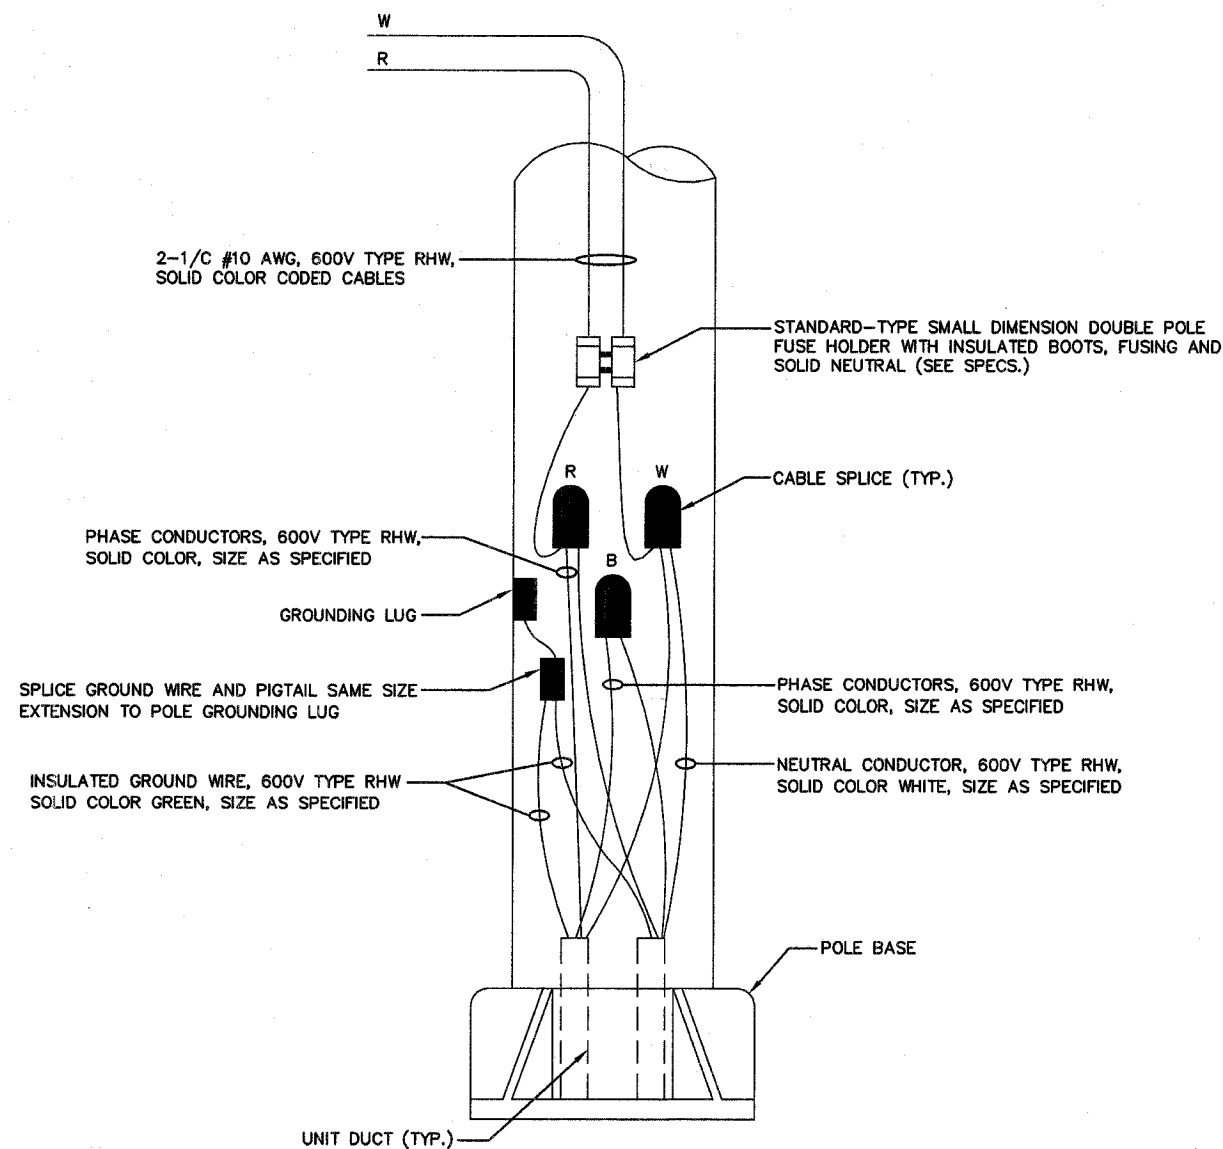 W
R
2-1/C #10 AWG, 600V TYPE RHW,
SOLID COLOR CODED CABLES
STANDARD-TYPE SMALL DIMENSION DOUBLE POLE
FUSE HOLDER WITH INSULATED BOOTS, FUSING AND
SOLID NEUTRAL (SEE SPECS.)
R
W
CABLE SPLICE (TYP.)
PHASE CONDUCTORS, 600V TYPE RHW,
SOLID COLOR, SIZE AS SPECIFIED
B
GROUNDING LUG
SPLICE GROUND WIRE AND PIGTAIL SAME SIZE
EXTENSION TO POLE GROUNDING LUG
PHASE CONDUCTORS, 600V TYPE RHW,
SOLID COLOR, SIZE AS SPECIFIED
INSULATED GROUND WIRE, 600V TYPE RHW
SOLID COLOR GREEN, SIZE AS SPECIFIED
NEUTRAL CONDUCTOR, 600V TYPE RHW,
SOLID COLOR WHITE, SIZE AS SPECIFIED
POLE BASE
UNIT DUCT (TYP.)